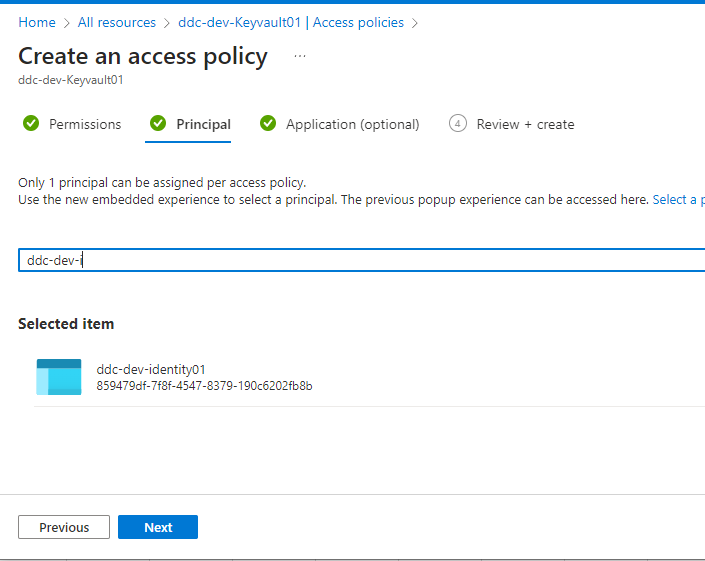 Home > All resources > ddc-dev-Keyvault01 | Access policies >
Create an access policy ...
ddc-dev-Keyvault01
Permissions Principal Application (optional) 4 Review + create
Only 1 principal can be assigned per access policy.
Use the new embedded experience to select a principal. The previous popup experience can be accessed here. Select a p
ddc-dev-i
Selected item
ddc-dev-identity01
859479df-7f8f-4547-8379-190c6202fb8b
Previous Next